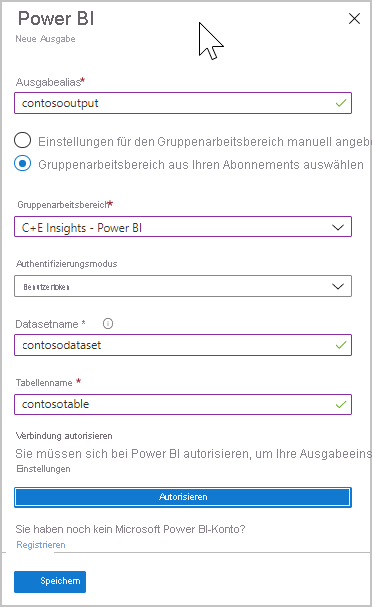 Power BI
Neue Ausgabe
Ausgabealias*
contosooutput
Einstellungen für den Gruppenarbeitsbereich manuell angeb
Gruppenarbeitsbereich aus Ihren Abonnements auswählen
Gruppenarbeitsbereich*
C+E Insights - Power BI
Authentifizierungsmodus
Benutzertoken
Datasetname *
contosodataset
Tabellenname *
contosotable
Verbindung autorisieren
Sie müssen sich bei Power BI autorisieren, um Ihre Ausgabeeins
Einstellungen
Autorisieren
Sie haben noch kein Microsoft Power BI-Konto?
Registrieren
Speichern